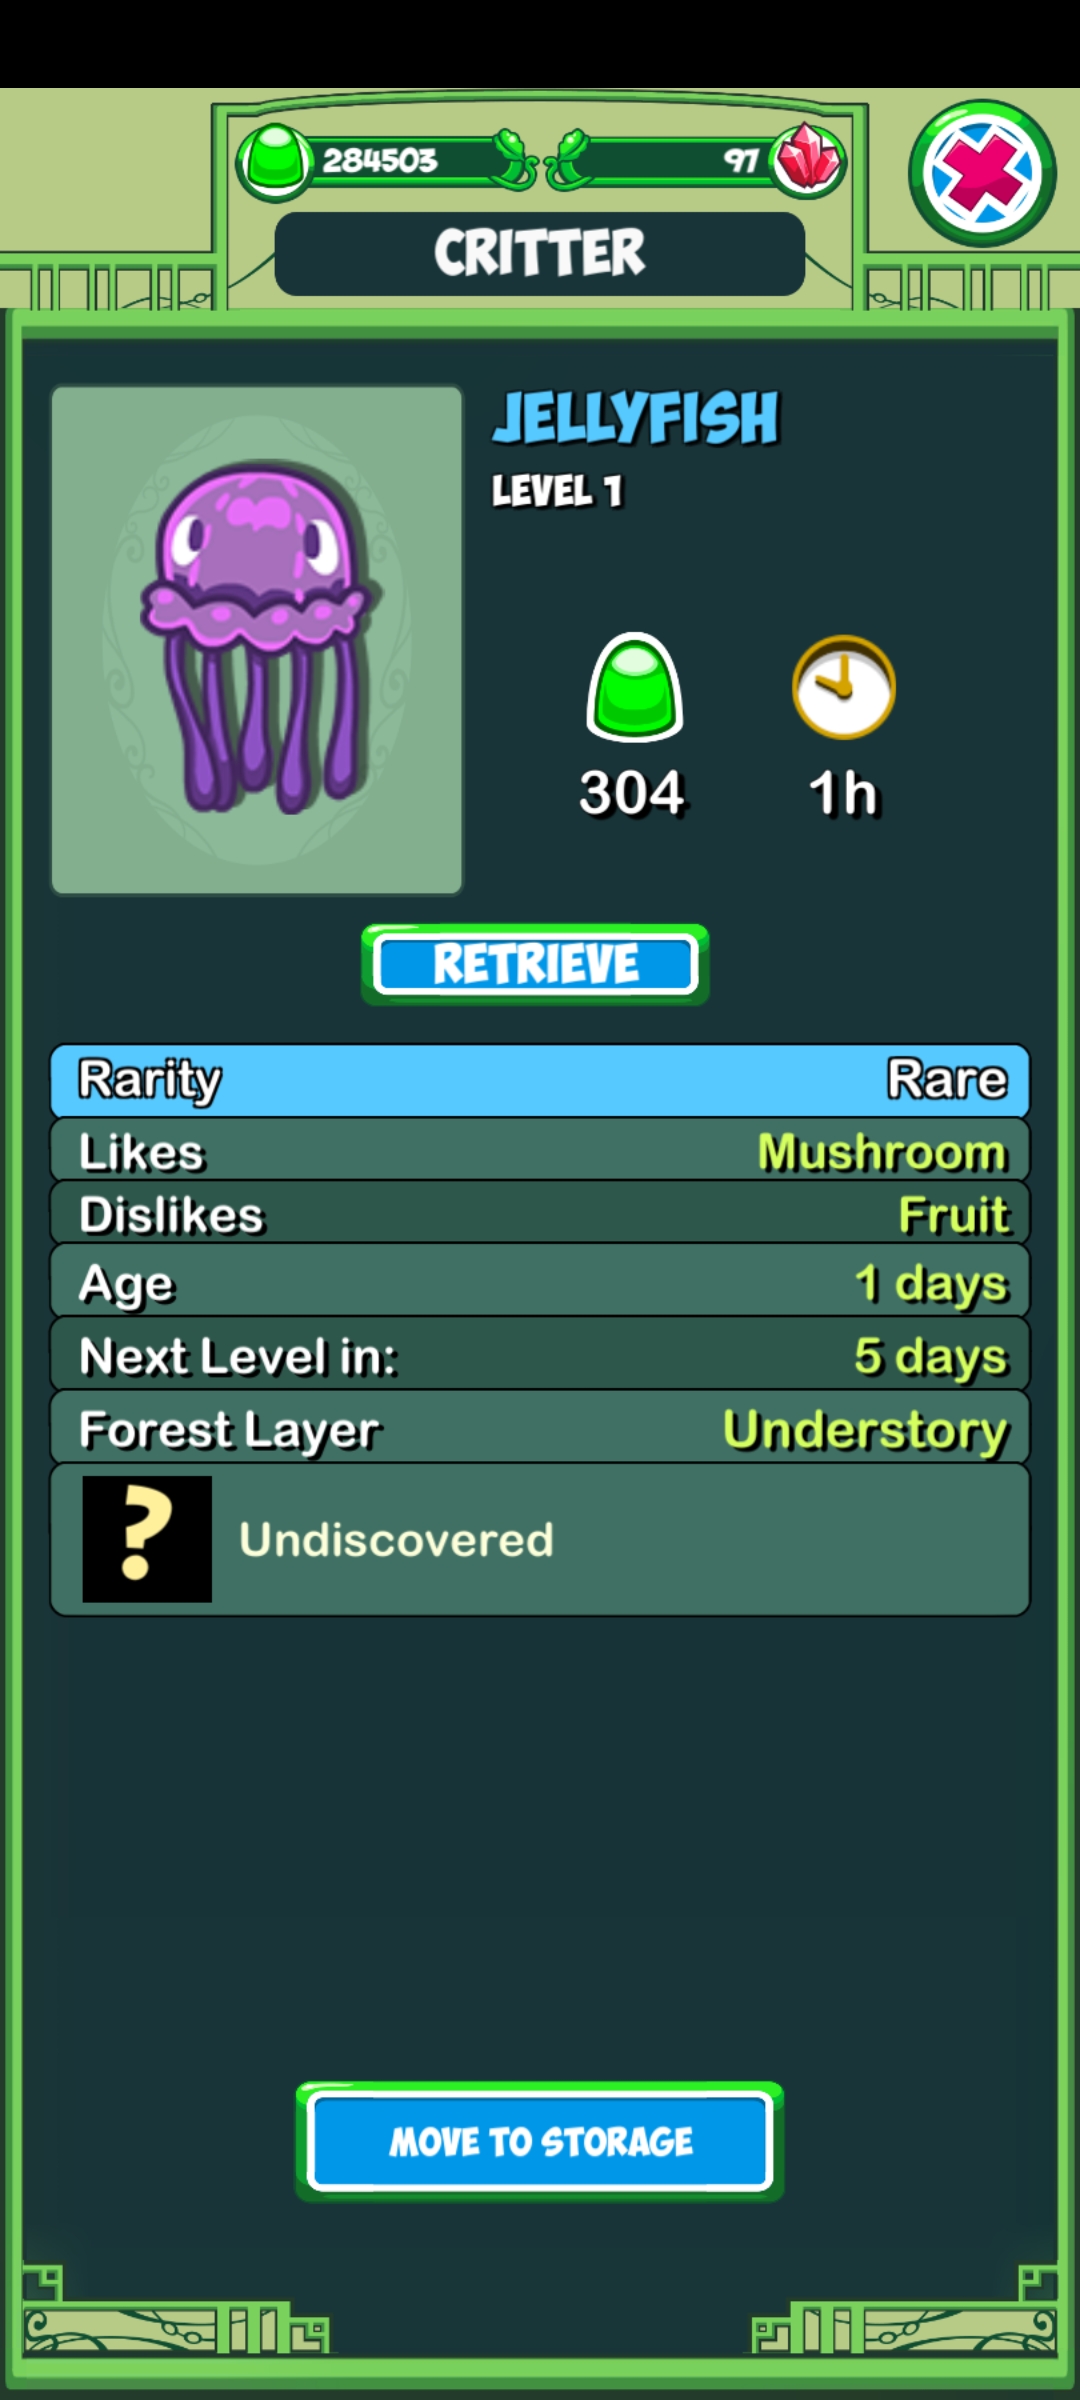 284503 97
CRITTER
JELLYFISH
LEVEL 1
304 1h
RETRIEVE
Rarity Rare
Likes Mushroom
Dislikes Fruit
Age 1 days
Next Level in: 5 days
Forest Layer Understory
? Undiscovered
MOVE TO STORAGE